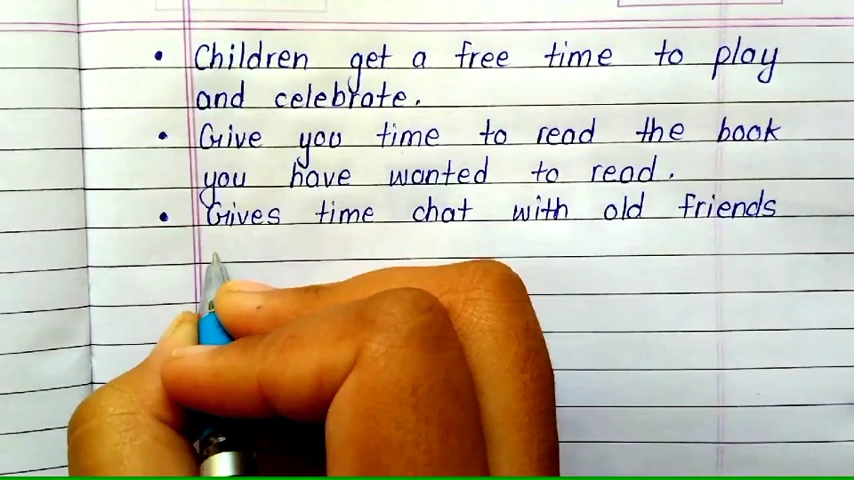 • Children get a free time to play
and celebrate.
• Give you time to read the book
you have wanted to read.
• Gives time chat with old friends